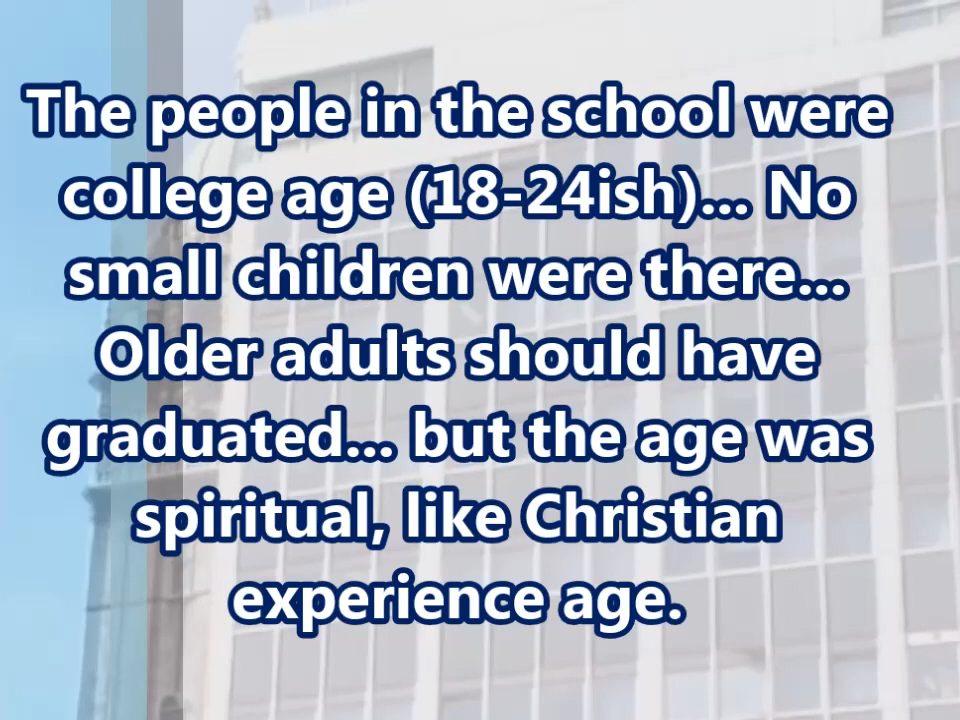 The people in the school were
college age (18-24ish)... No
small children were there...
Older adults should have
graduated... but the age was
spiritual, like Christian
experience age.